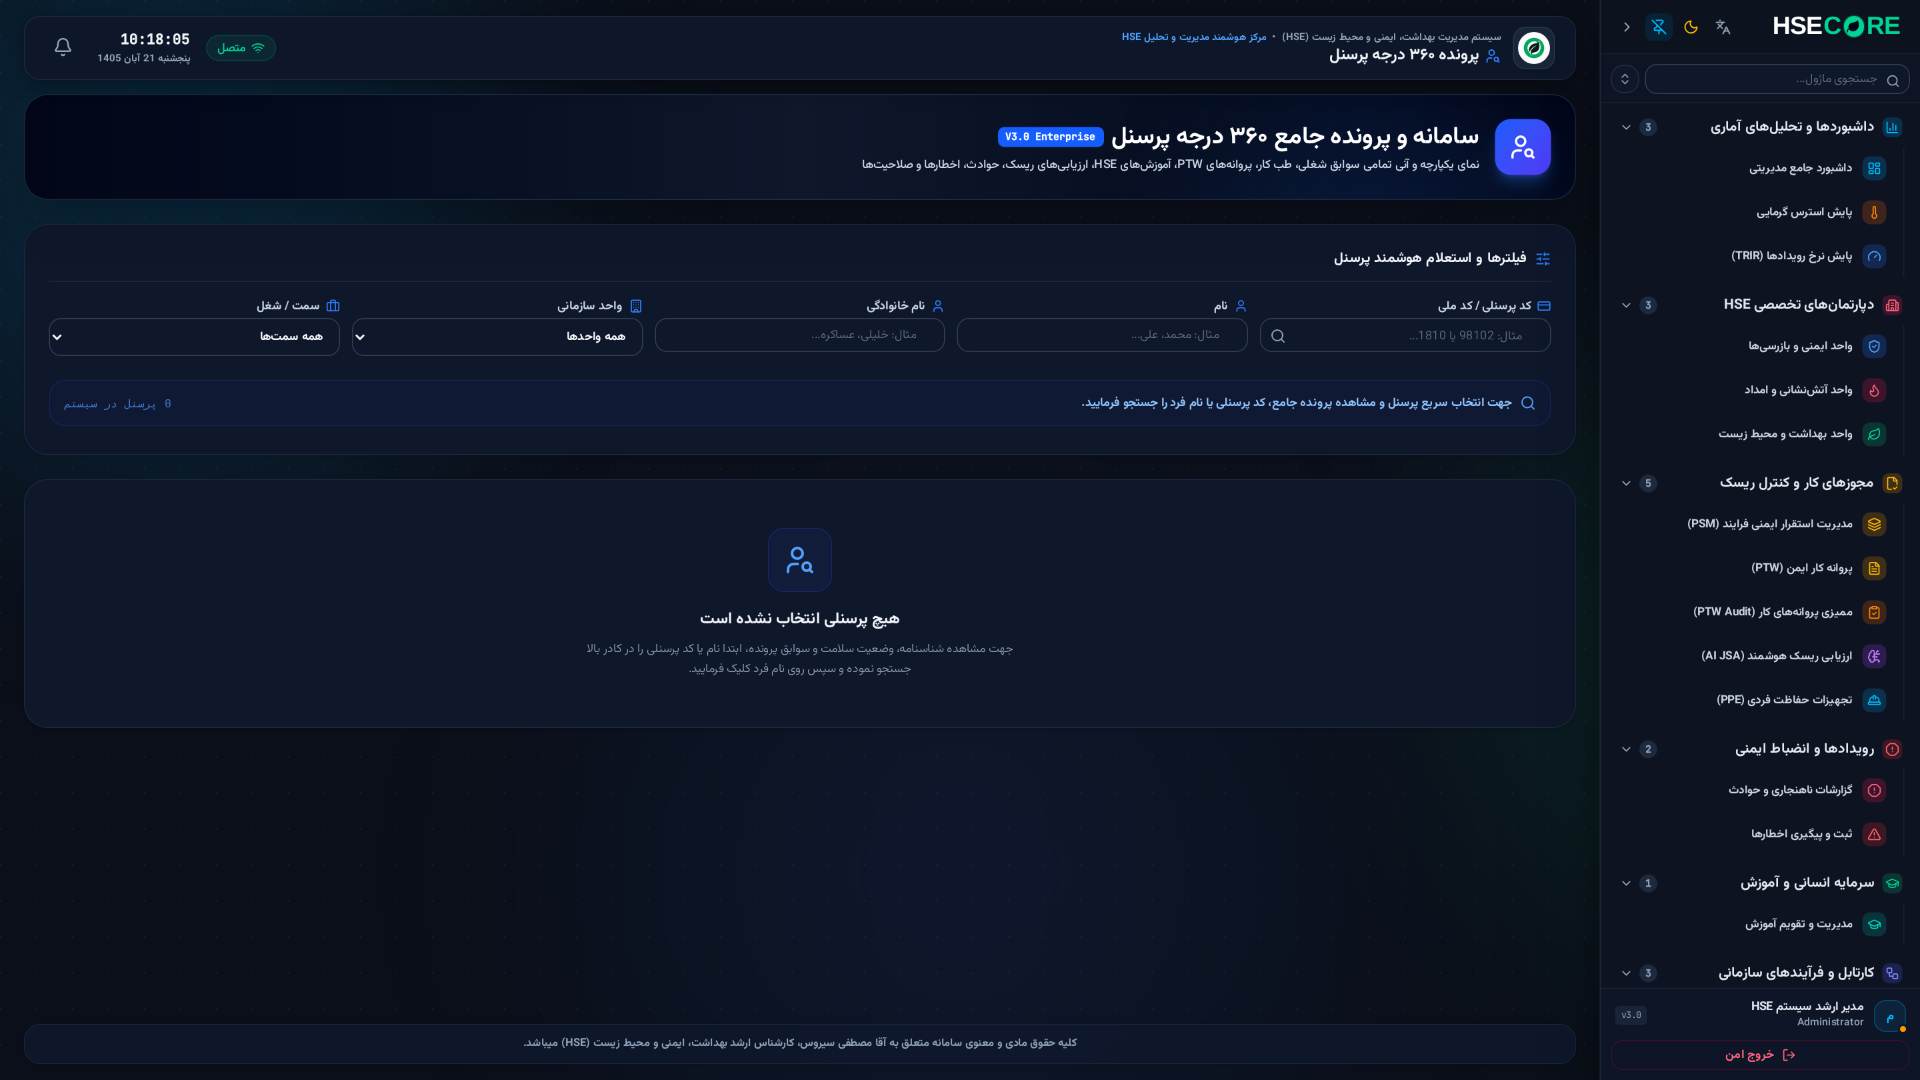 HSECORE
جستجوی ماژول...
داشبوردها و تحلیل‌های آماری
3
داشبورد جامع مدیریتی
پایش استرس گرمایی
پایش نرخ رویدادها (TRIR)
دپارتمان‌های تخصصی HSE
3
واحد ایمنی و بازرسی‌ها
واحد آتش‌نشانی و امداد
واحد بهداشت و محیط زیست
مجوزهای کار و کنترل ریسک
5
مدیریت استقرار ایمنی فرایند (PSM)
پروانه کار ایمن (PTW)
ممیزی پروانه‌های کار (PTW Audit)
ارزیابی ریسک هوشمند (AI JSA)
تجهیزات حفاظت فردی (PPE)
رویدادها و انضباط ایمنی
2
گزارشات ناهنجاری و حوادث
ثبت و پیگیری اخطارها
سرمایه انسانی و آموزش
1
مدیریت و تقویم آموزش
کارتابل و فرآیندهای سازمانی
3
م
مدیر ارشد سیستم HSE
Administrator
v3.0
خروج امن
سیستم مدیریت بهداشت، ایمنی و محیط زیست (HSE) • مرکز هوشمند مدیریت و تحلیل HSE
پرونده ۳۶۰ درجه پرسنل
متصل
10:18:05
پنجشنبه 21 آبان 1405
سامانه و پرونده جامع ۳۶۰ درجه پرسنل
V3.0 Enterprise
نمای یکپارچه و آنی تمامی سوابق شغلی، طب کار، پروانه‌های PTW، آموزش‌های HSE، ارزیابی‌های ریسک، حوادث، اخطارها و صلاحیت‌ها
فیلترها و استعلام هوشمند پرسنل
کد پرسنلی / کد ملی
مثال: 98102 یا 1810...
نام
مثال: محمد، علی...
نام خانوادگی
مثال: خلیلی، عساکره...
واحد سازمانی
همه واحدها
سمت / شغل
همه سمت‌ها
جهت انتخاب سریع پرسنل و مشاهده پرونده جامع، کد پرسنلی یا نام فرد را جستجو فرمایید.
0 پرسنل در سیستم
هیچ پرسنلی انتخاب نشده است
جهت مشاهده شناسنامه، وضعیت سلامت و سوابق پرونده، ابتدا نام یا کد پرسنلی را در کادر بالا
جستجو نموده و سپس روی نام فرد کلیک فرمایید.
کلیه حقوق مادی و معنوی سامانه متعلق به آقا مصطفی سیروس، کارشناس ارشد بهداشت، ایمنی و محیط زیست (HSE) میباشد.